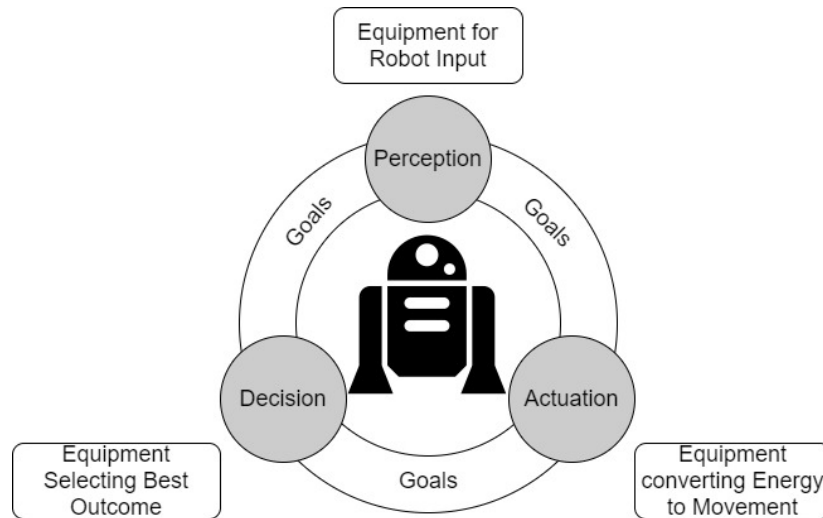 Equipment for
Robot Input
Perception
Goals
Goals
Decision
Actuation
Equipment
Selecting Best
Outcome
Goals
Equipment
converting Energy
to Movement